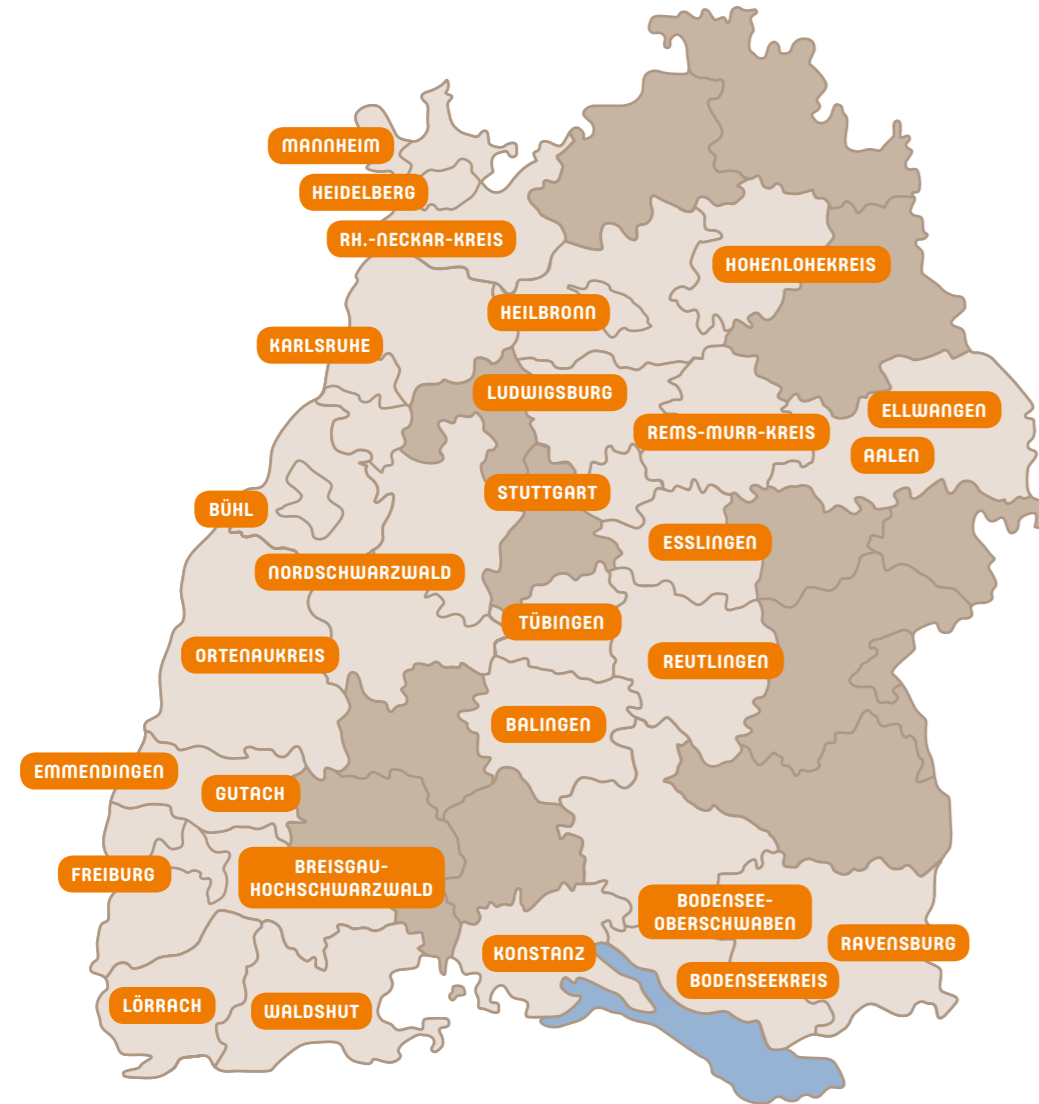 MANNHEIM
HEIDELBERG
RH.-NECKAR-KREIS
HOHENLOHEKREIS
HEILBRONN
KARLSRUHE
LUDWIGSBURG
ELLWANGEN
REMS-MURR-KREIS
AALEN
STUTTGART
BÜHL
ESSLINGEN
NORDSCHWARZWALD
TÜBINGEN
ORTENAUKREIS
REUTLINGEN
BALINGEN
EMMENDINGEN
GUTACH
FREIBURG
BREISGAU-
HOCHSCHWARZWALD
BODENSEE-
OBERSCHWABEN
RAVENSBURG
KONSTANZ
BODENSEEKREIS
LÖRRACH
WALDSHUT